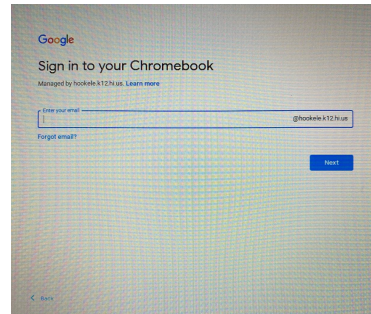 Google
Sign in to your Chromebook
Managed by hookele.k12.hi.us. Learn more
Enter your email
@hookele.k12.hi.us
Forgot email?
Next
< Back